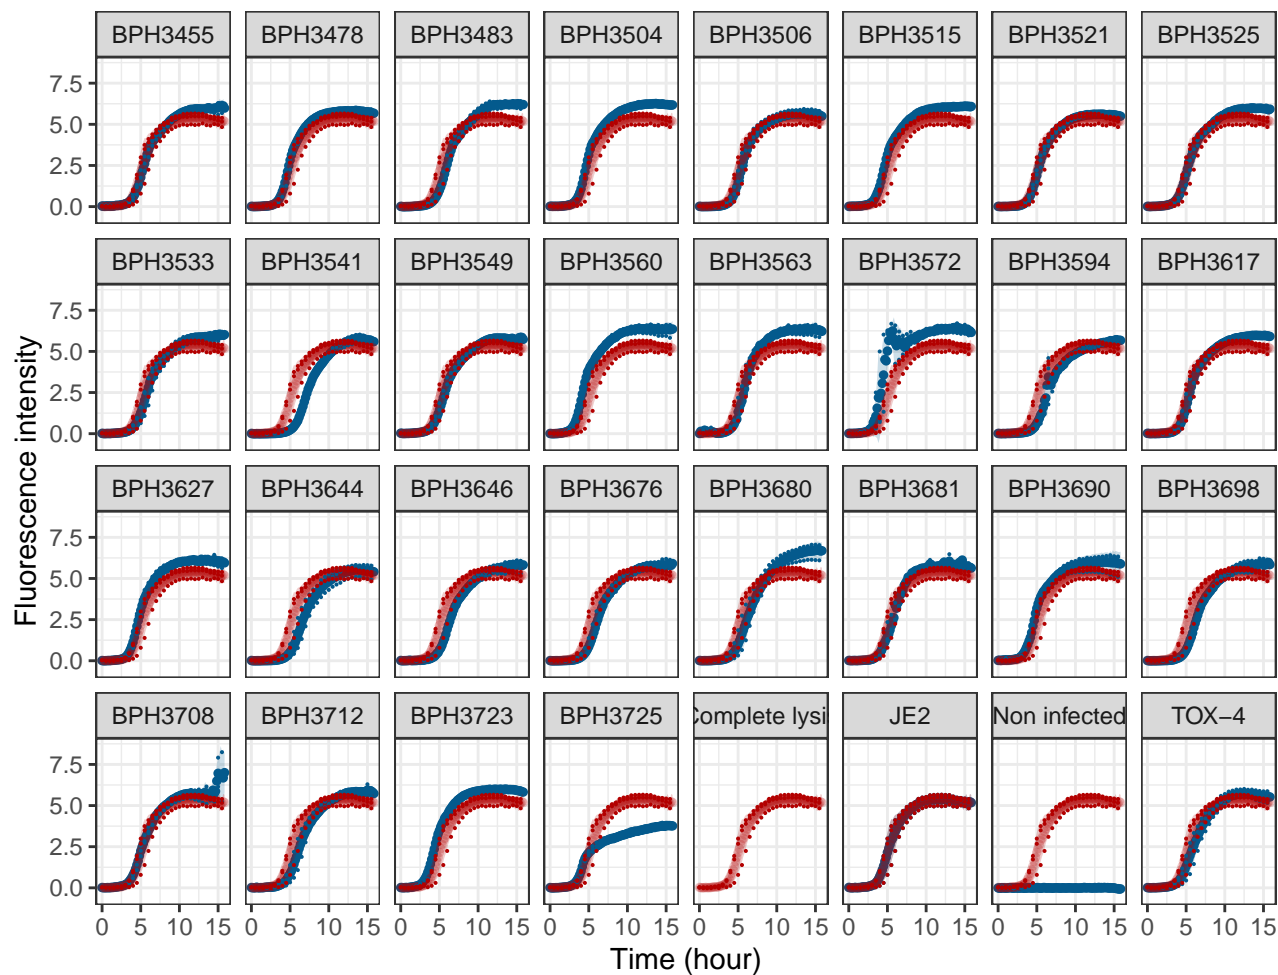 BPH3455 BPH3478 BPH3483 BPH3504 BPH3506 BPH3515 BPH3521 BPH3525
7.5
5.0
2.5
0.0
BPH3533 BPH3541 BPH3549 BPH3560 BPH3563 BPH3572 BPH3594 BPH3617
7.5
5.0
2.5
0.0
Fluorescence intensity
BPH3627 BPH3644 BPH3646 BPH3676 BPH3680 BPH3681 BPH3690 BPH3698
7.5
5.0
2.5
0.0
BPH3708 BPH3712 BPH3723 BPH3725 Complete lysi JE2 Non infected TOX−4
7.5
5.0
2.5
0.0
0 5 10 15 0 5 10 15 0 5 10 15 0 5 10 15 0 5 10 15 0 5 10 15 0 5 10 15 0 5 10 15
Time (hour)